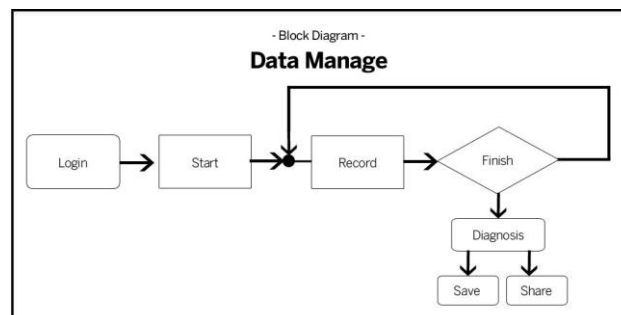 - Block Diagram -
Data Manage
Login
Start
Record
Finish
Diagnosis
Save
Share